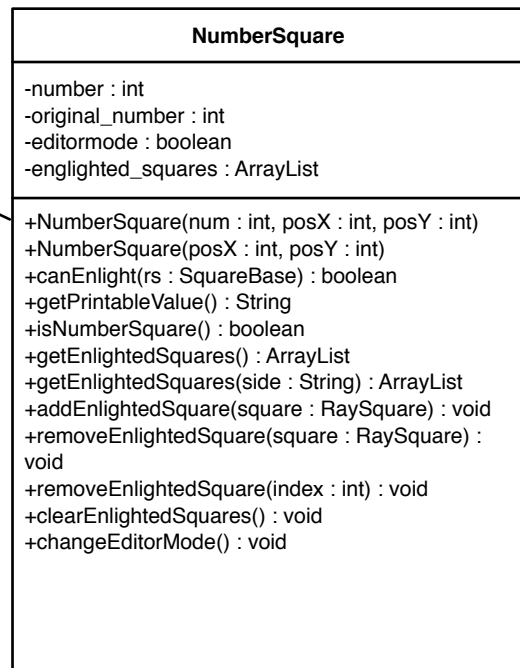 NumberSquare
-number : int
-original_number : int
-editormode : boolean
-englighted_squares : ArrayList
+NumberSquare(num : int, posX : int, posY : int)
+NumberSquare(posX : int, posY : int)
+canEnlight(rs : SquareBase) : boolean
+getPrintableValue() : String
+isNumberSquare() : boolean
+getEnlightedSquares() : ArrayList
+getEnlightedSquares(side : String) : ArrayList
+addEnlightedSquare(square : RaySquare) : void
+removeEnlightedSquare(square : RaySquare) :
void
+removeEnlightedSquare(index : int) : void
+clearEnlightedSquares() : void
+changeEditorMode() : void